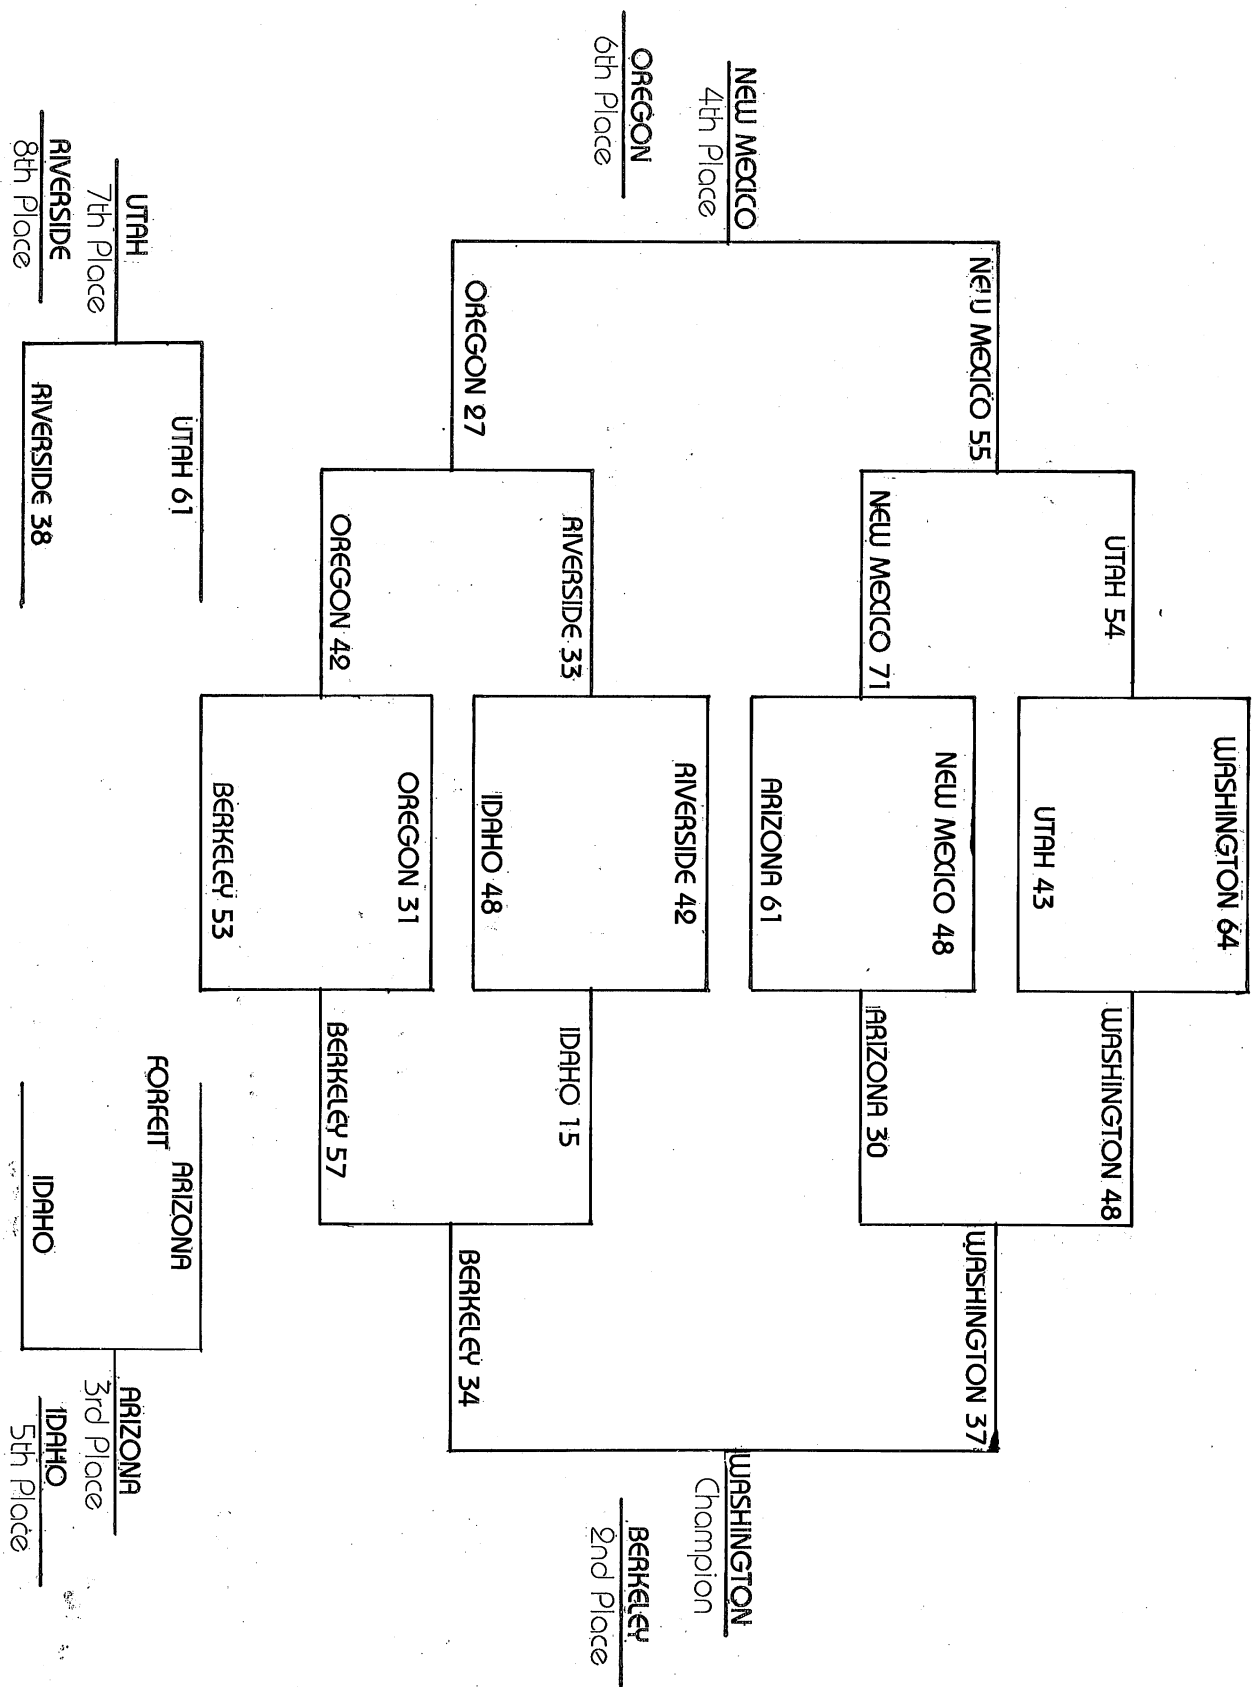 WASHINGTON 64
UTAH 43
NEW MEXICO 48
ARIZONA 61
RIVERSIDE 42
IDAHO 48
OREGON 31
BERKELEY 53
UTAH 54
NEW MEXICO 71
RIVERSIDE 33
OREGON 42
NEW MEXICO 55
OREGON 27
NEW MEXICO
4th Place
OREGON
6th Place
WASHINGTON 48
ARIZONA 30
IDAHO 15
BERKELEY 57
WASHINGTON 37
BERKELEY 34
WASHINGTON
Champion
BERKELEY
2nd Place
UTAH 61
RIVERSIDE 38
UTAH
7th Place
RIVERSIDE
8th Place
ARIZONA
FORFEIT
IDAHO
ARIZONA
3rd Place
IDAHO
5th Place